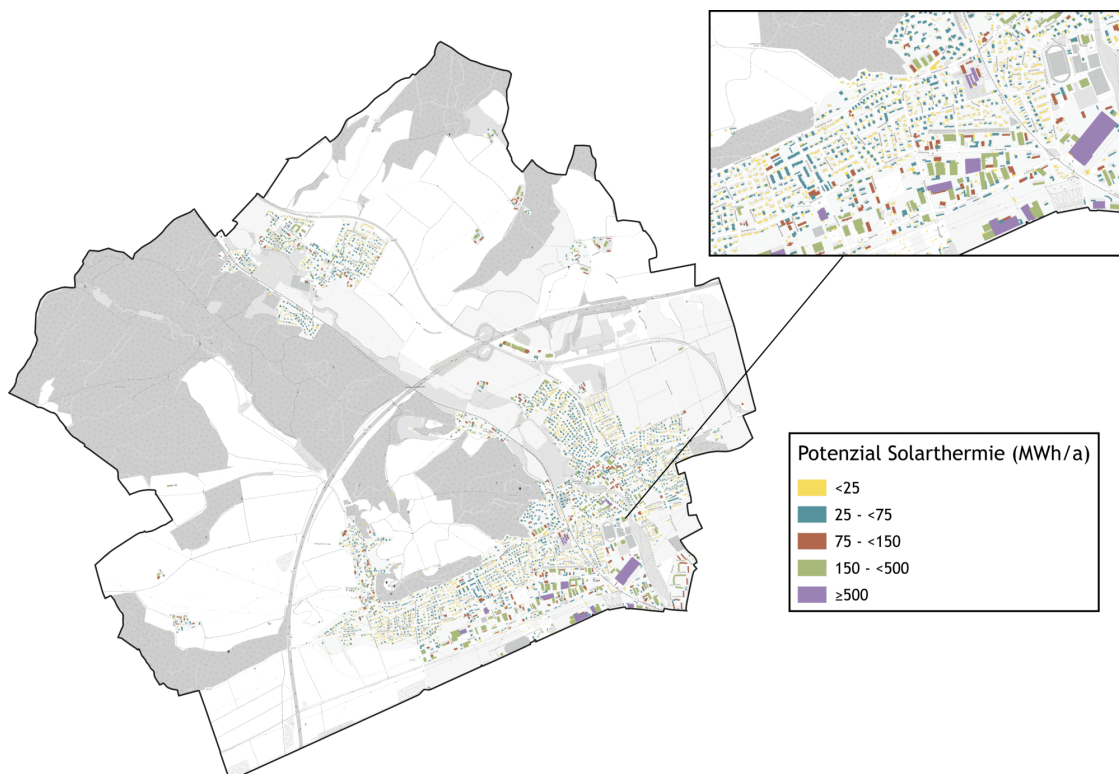 Potenzial Solarthermie (MWh/a)
<25
25 - <75
75 - <150
150 - <500
≥500